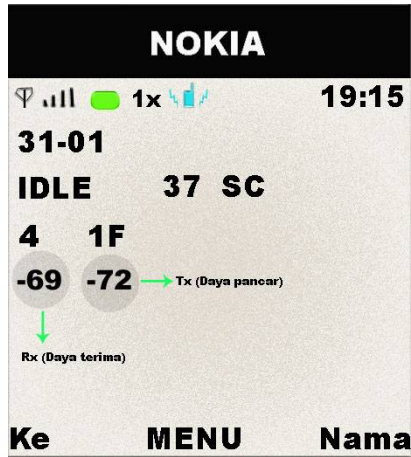 NOKIA
1x 19:15
31-01
IDLE 37 SC
4 1F
-69 -72 Tx (Daya pancar)
Rx (Daya terima)
Ke MENU Nama